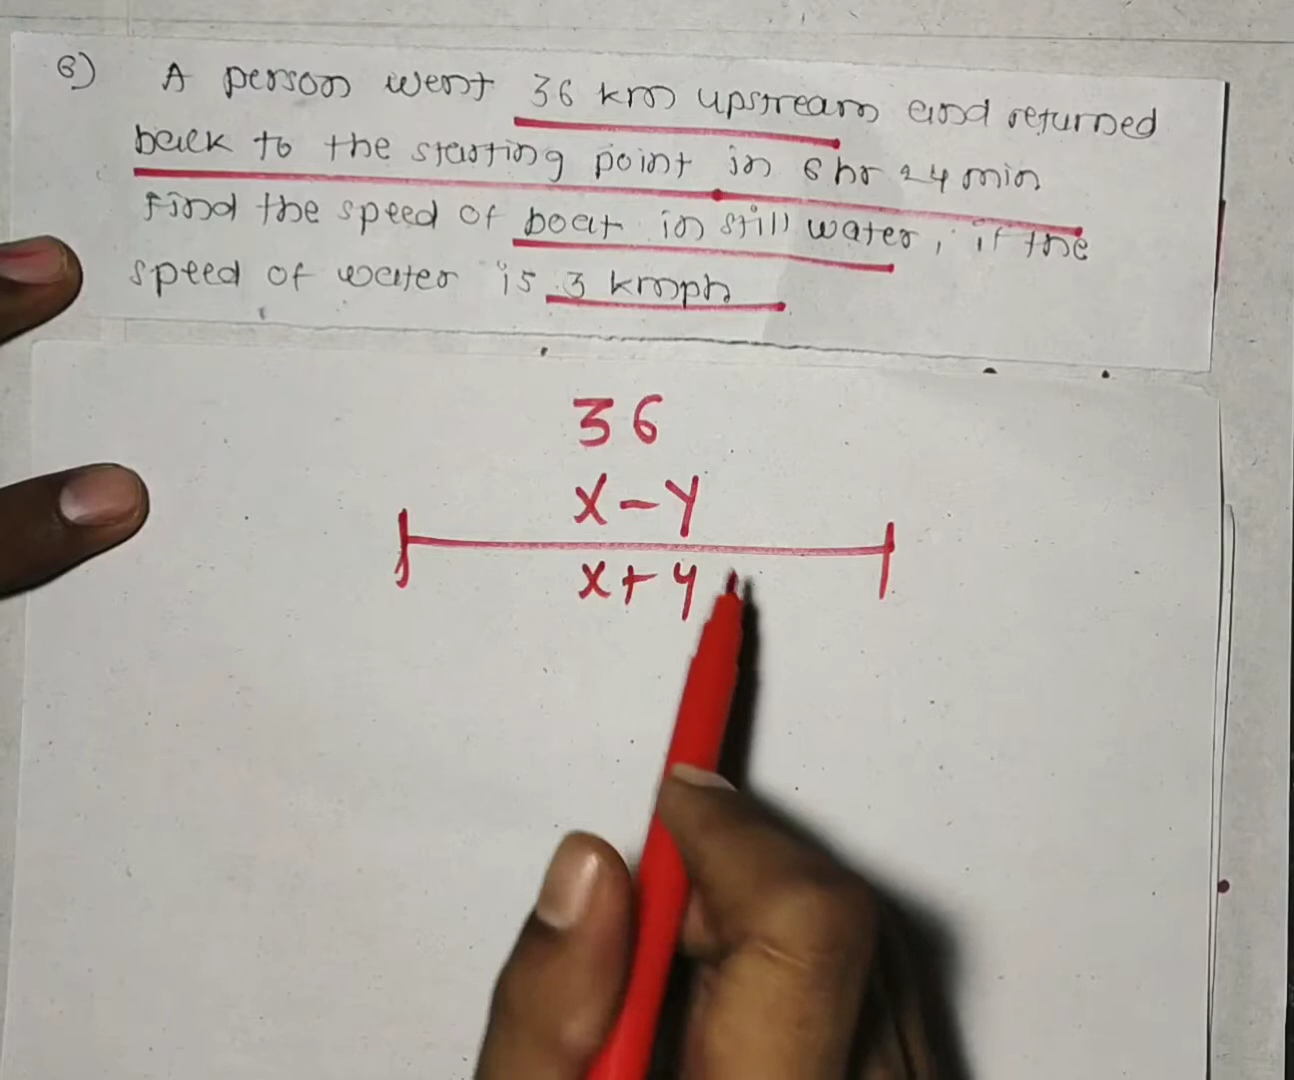 6) A person went 36 km upstream and returned
back to the starting point in 6 hr 24 min
Find the speed of boat in still water, if the
speed of water is 3 kmph
36
x-y
x+y